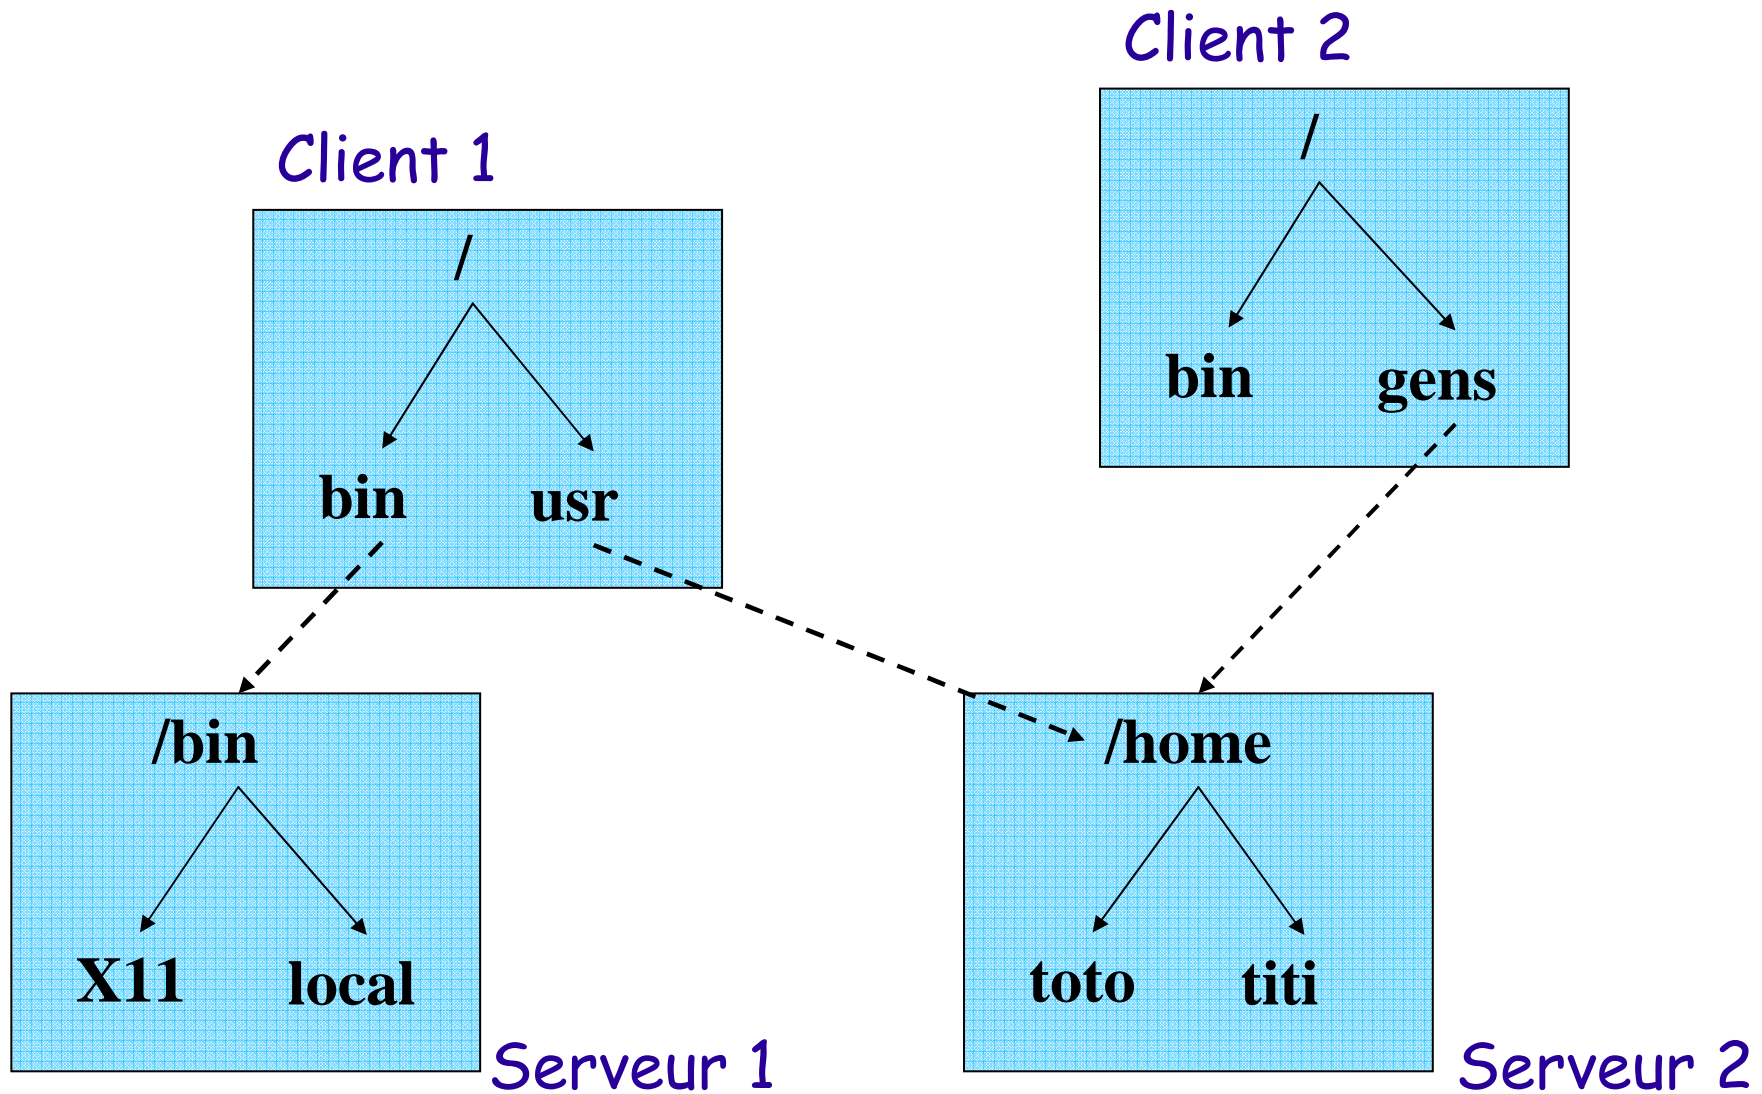 Client 2
/
bin
gens
Client 1
/
bin
usr
/bin
X11
local
Serveur 1
/home
toto
titi
Serveur 2